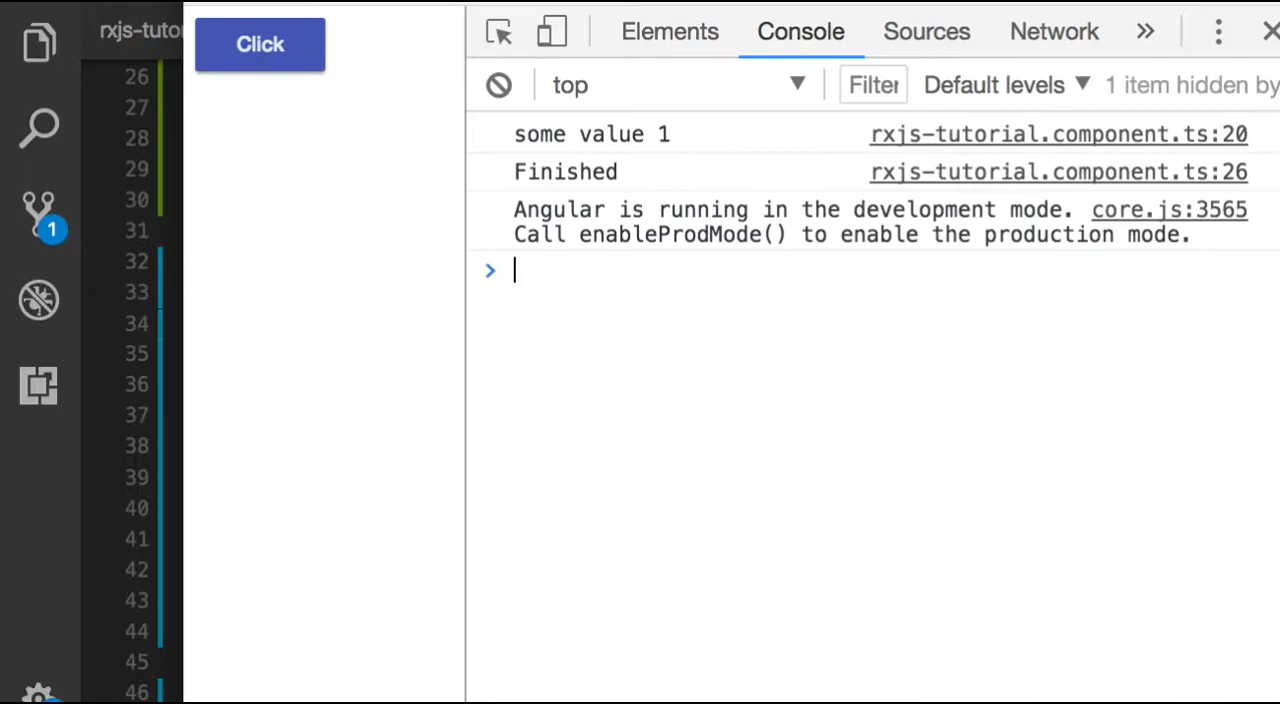 rxjs-tuto
Click
Elements Console Sources Network »
top Filter Default levels 1 item hidden by
some value 1 rxjs-tutorial.component.ts:20
Finished rxjs-tutorial.component.ts:26
Angular is running in the development mode. core.js:3565
Call enableProdMode() to enable the production mode.
>
1
26
27
28
29
30
31
32
33
34
35
36
37
38
39
40
41
42
43
44
45
46